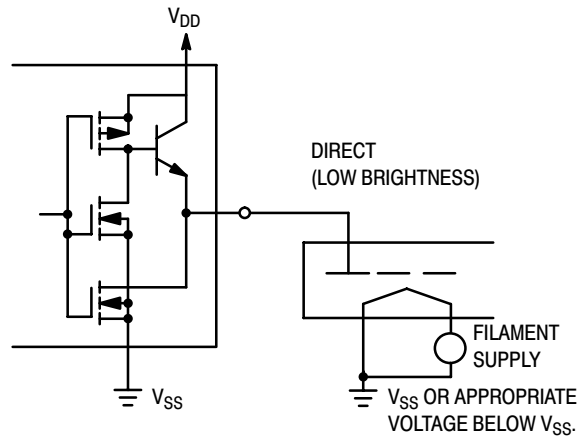 VDD
DIRECT
(LOW BRIGHTNESS)
FILAMENT
SUPPLY
VSS
VSS OR APPROPRIATE
VOLTAGE BELOW VSS.